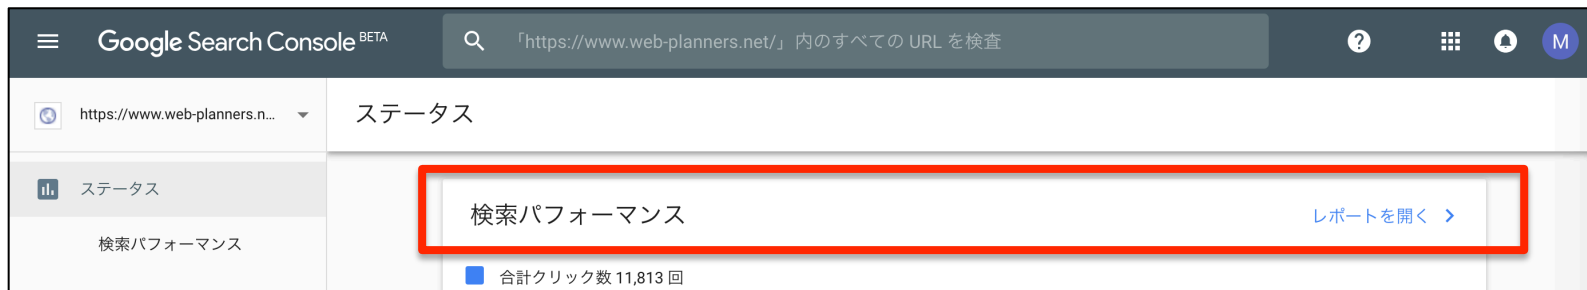 Google Search Console BETA
「https://www.web-planners.net/」内のすべての URL を検査
M
https://www.web-planners.n...
ステータス
ステータス
検索パフォーマンス
検索パフォーマンス
レポートを開く
合計クリック数 11,813 回